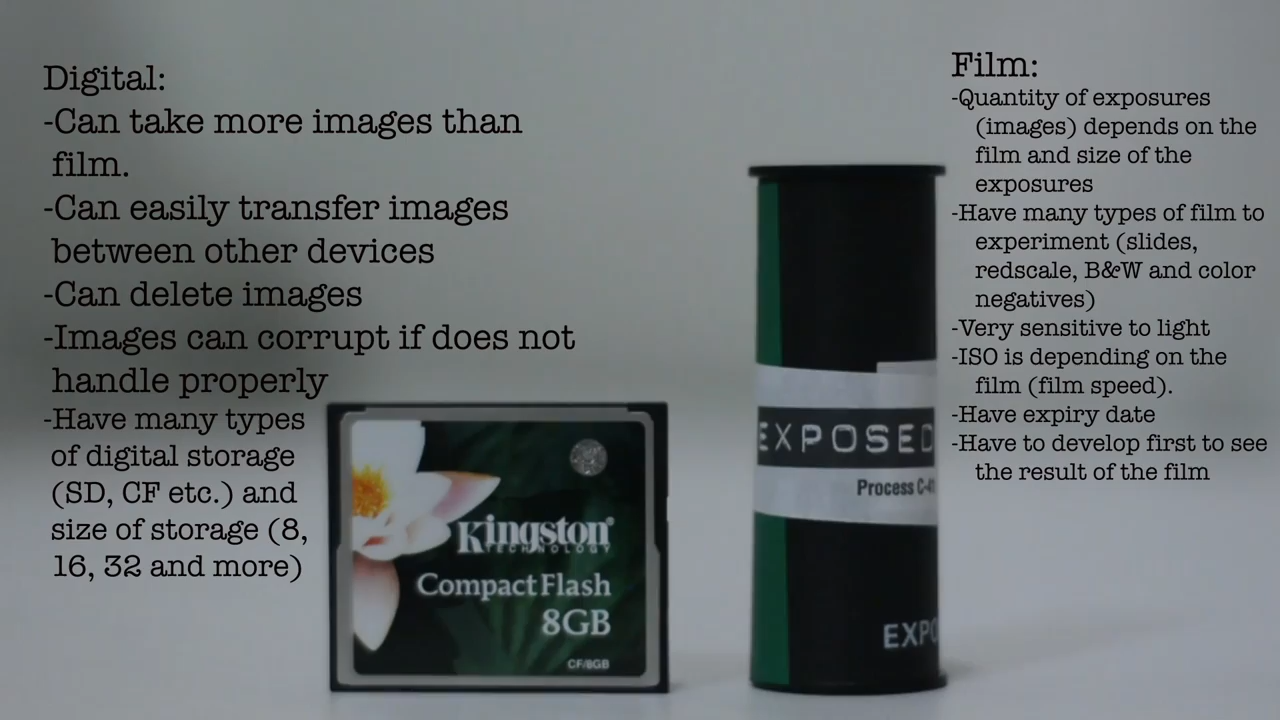 Digital:
-Can take more images than
film.
-Can easily transfer images
between other devices
-Can delete images
-Images can corrupt if does not
handle properly
-Have many types
of digital storage
(SD, CF etc.) and
size of storage (8,
16, 32 and more)
Kingston
TECHNOLOGY
CompactFlash
8GB
CF/8GB
EXPOSED
Process C-41
EXPO
Film:
-Quantity of exposures
(images) depends on the
film and size of the
exposures
-Have many types of film to
experiment (slides,
redscale, B&W and color
negatives)
-Very sensitive to light
-ISO is depending on the
film (film speed).
-Have expiry date
-Have to develop first to see
the result of the film